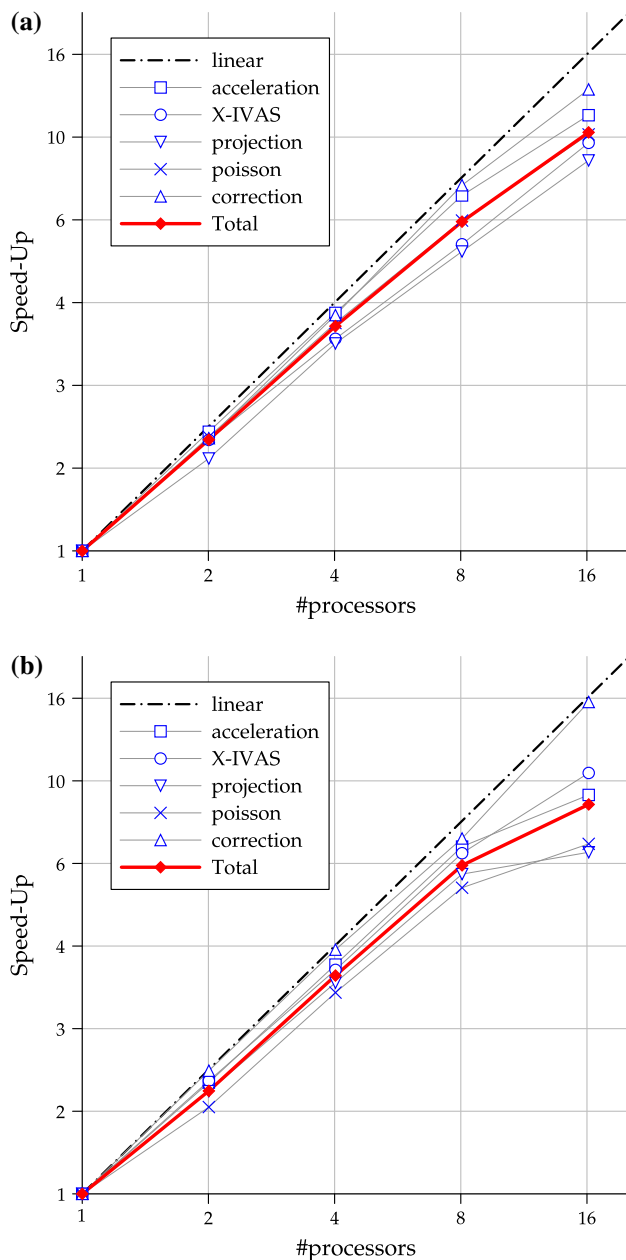 (a)
16
10
6
4
3
2
1
Speed-Up
linear
acceleration
X-IVAS
projection
poisson
correction
Total
1 2 4 8 16
#processors
(b)
16
10
6
4
3
2
1
Speed-Up
linear
acceleration
X-IVAS
projection
poisson
correction
Total
1 2 4 8 16
#processors